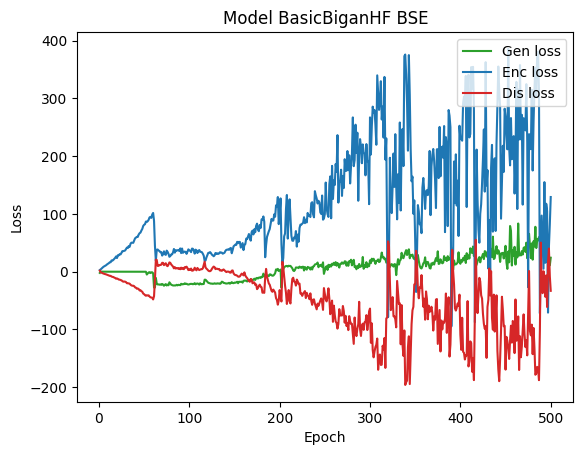 Model BasicBiganHF BSE
Gen loss
Enc loss
Dis loss
Loss
400
300
200
100
0
−100
−200
0 100 200 300 400 500
Epoch